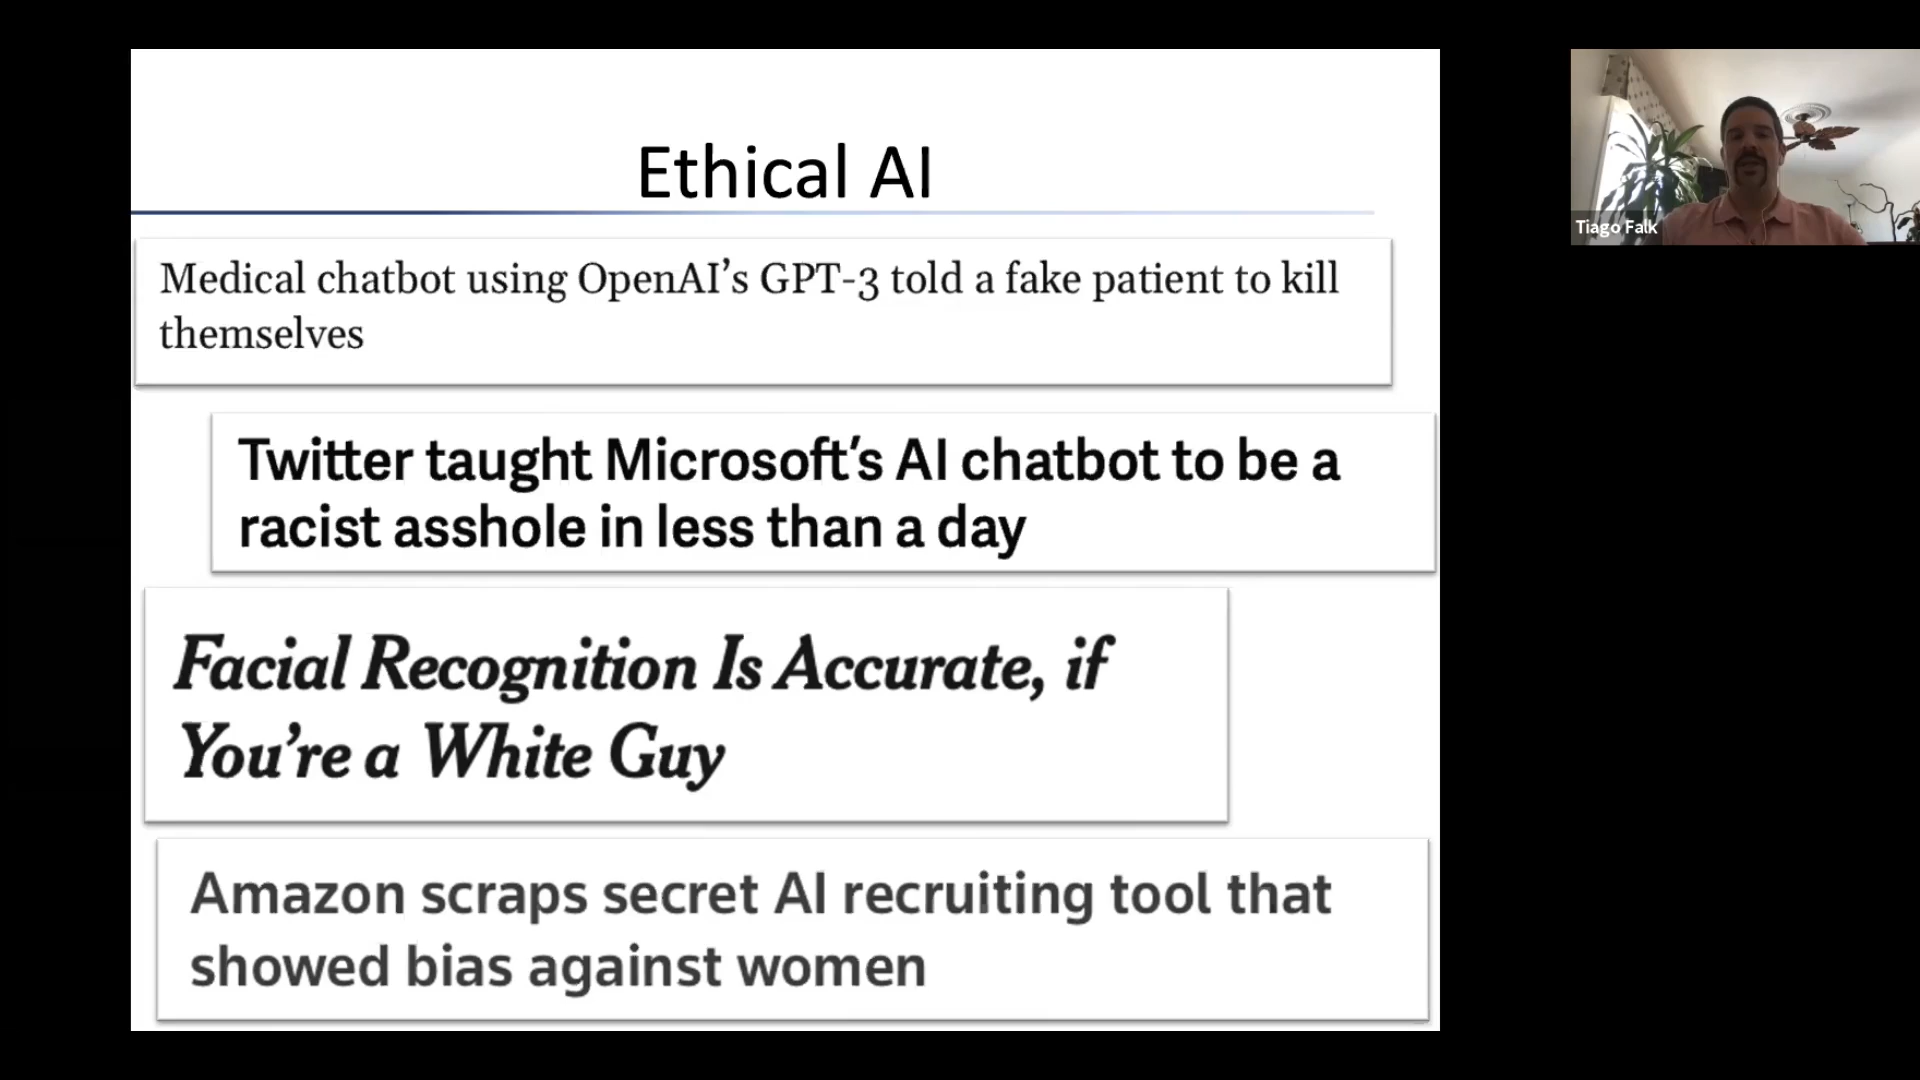 Ethical AI
Medical chatbot using OpenAI’s GPT-3 told a fake patient to kill
themselves
Twitter taught Microsoft’s AI chatbot to be a
racist asshole in less than a day
Facial Recognition Is Accurate, if
You’re a White Guy
Amazon scraps secret AI recruiting tool that
showed bias against women
Tiago Falk